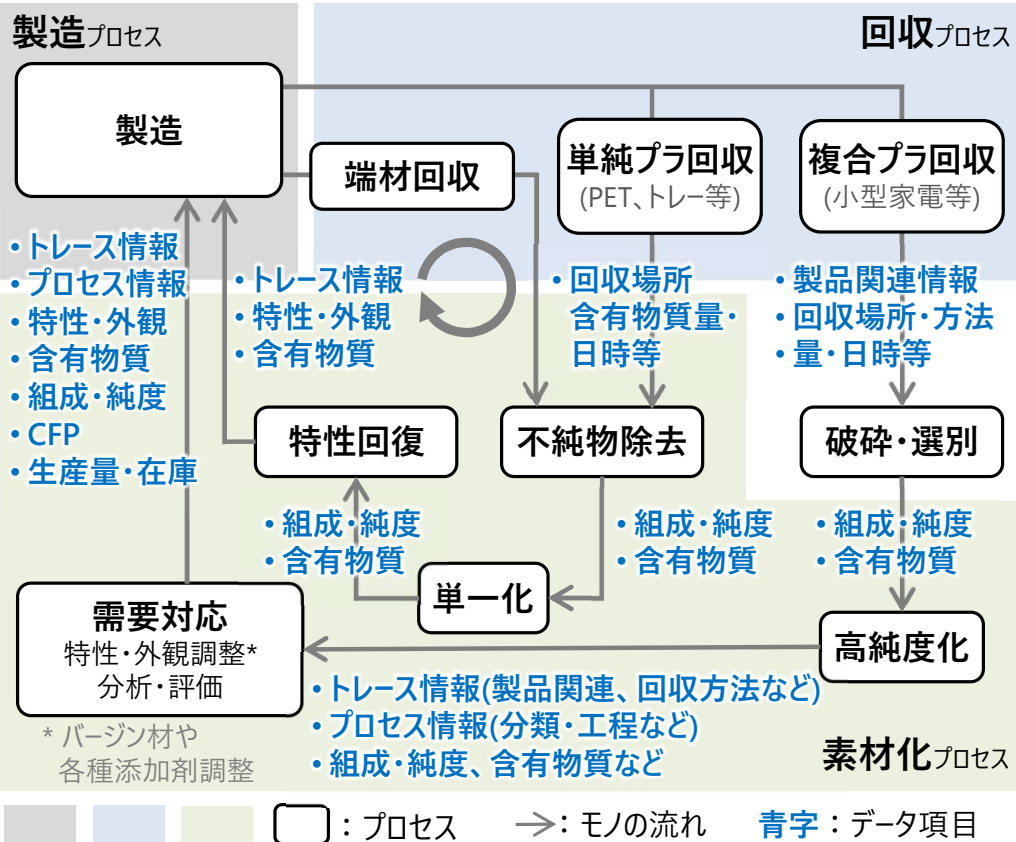 製造プロセス
回収プロセス
製造
端材回収
単純プラ回収
(PET、トレー等)
複合プラ回収
(小型家電等)
・トレース情報
・プロセス情報
・特性・外観
・含有物質
・組成・純度
・CFP
・生産量・在庫
・トレース情報
・特性・外観
・含有物質
・回収場所
含有物質量・
日時等
・製品関連情報
・回収場所・方法
・量・日時等
特性回復
不純物除去
破砕・選別
・組成・純度
・含有物質
・組成・純度
・含有物質
・組成・純度
・含有物質
単一化
需要対応
特性・外観調整*
分析・評価
高純度化
* バージン材や
各種添加剤調整
・トレース情報(製品関連、回収方法など)
・プロセス情報(分類・工程など)
・組成・純度、含有物質など
素材化プロセス
：プロセス
：モノの流れ
青字：データ項目